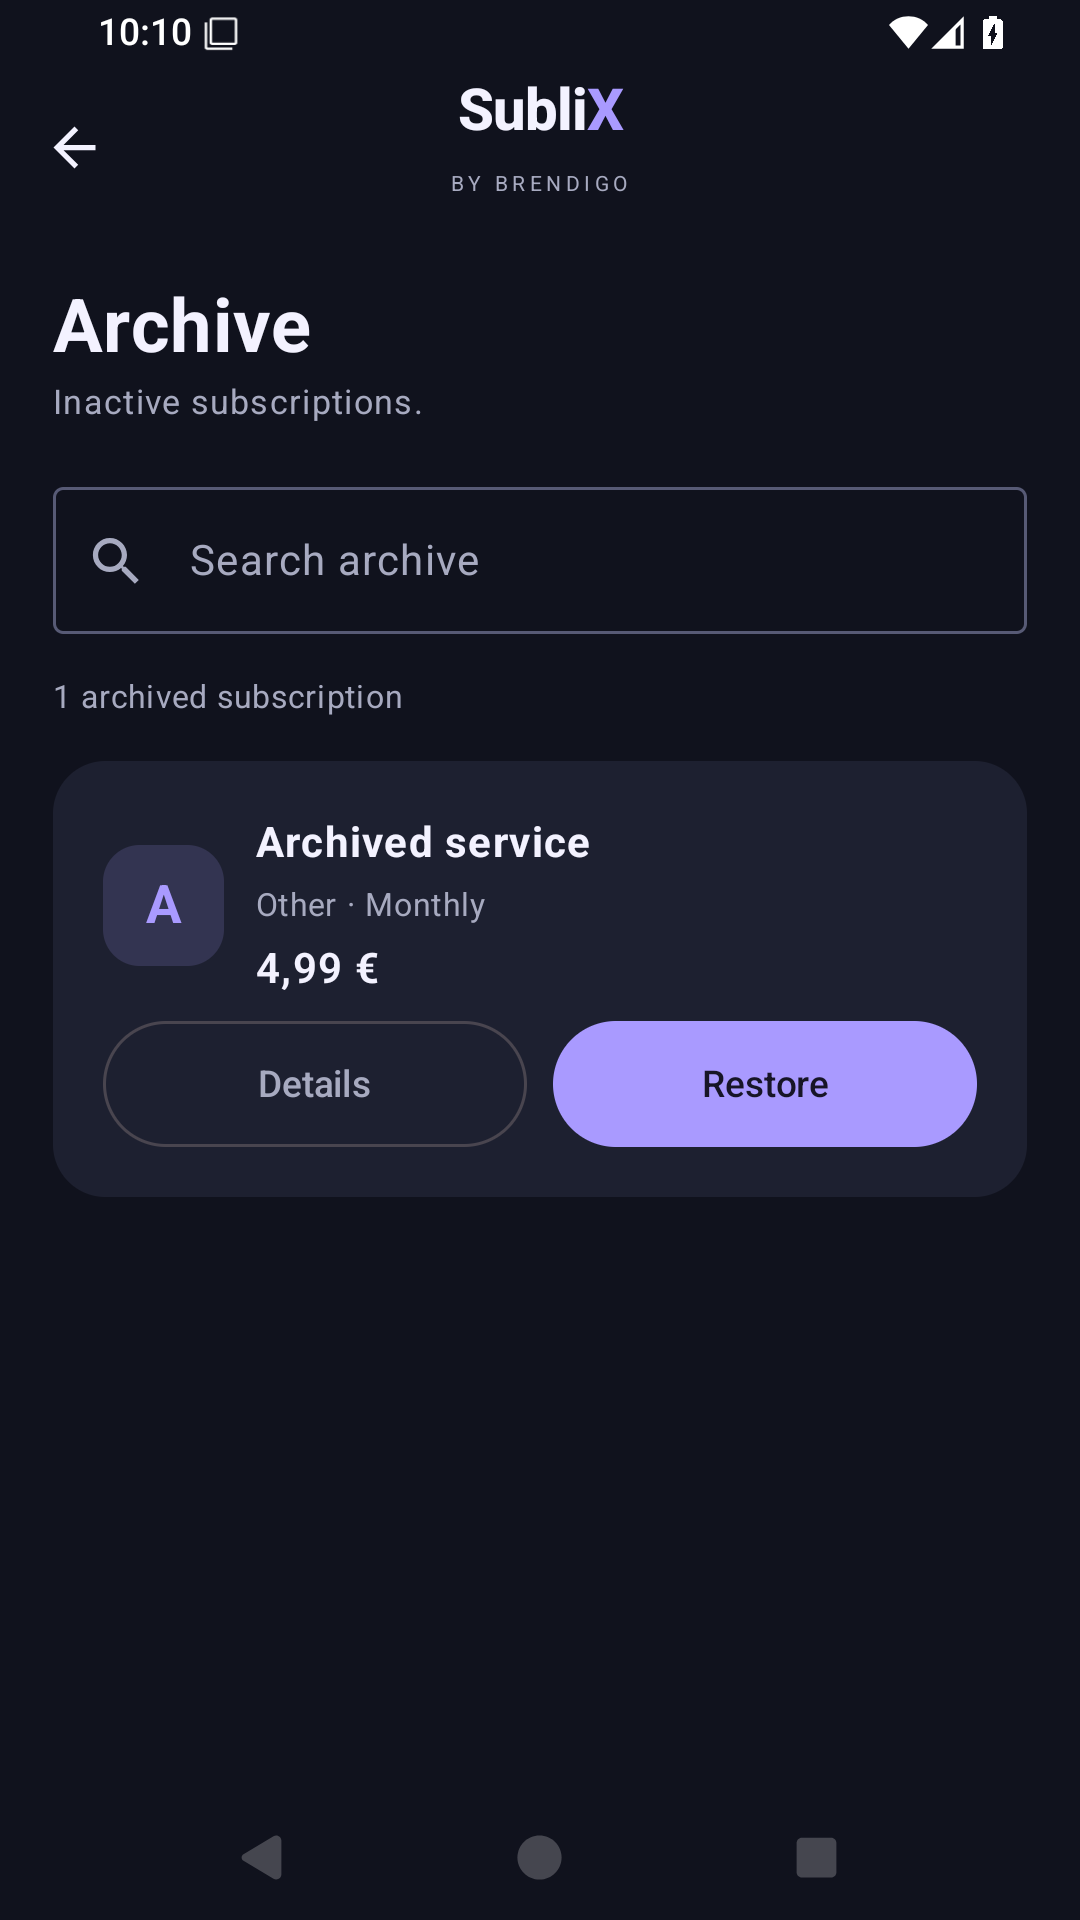 10:10
SubliX
BY BRENDIGO
Archive
Inactive subscriptions.
Search archive
1 archived subscription
Archived service
A
Other · Monthly
4,99 €
Details
Restore